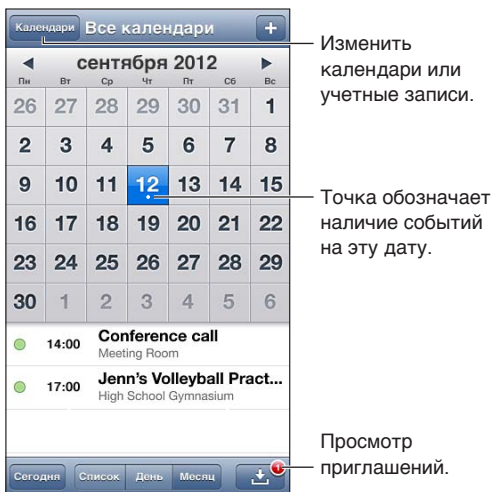 Календари Все календари +
сентября 2012
Пн Вт Ср Чт Пт Сб Вс
26 27 28 29 30 31 1
2 3 4 5 6 7 8
9 10 11 12 13 14 15
16 17 18 19 20 21 22
23 24 25 26 27 28 29
30 1 2 3 4 5 6
14:00 Conference call
Meeting Room
17:00 Jenn's Volleyball Pract...
High School Gymnasium
Сегодня Список День Месяц 1
Изменить
календари или
учетные записи.
Точка обозначает
наличие событий
на эту дату.
Просмотр
приглашений.